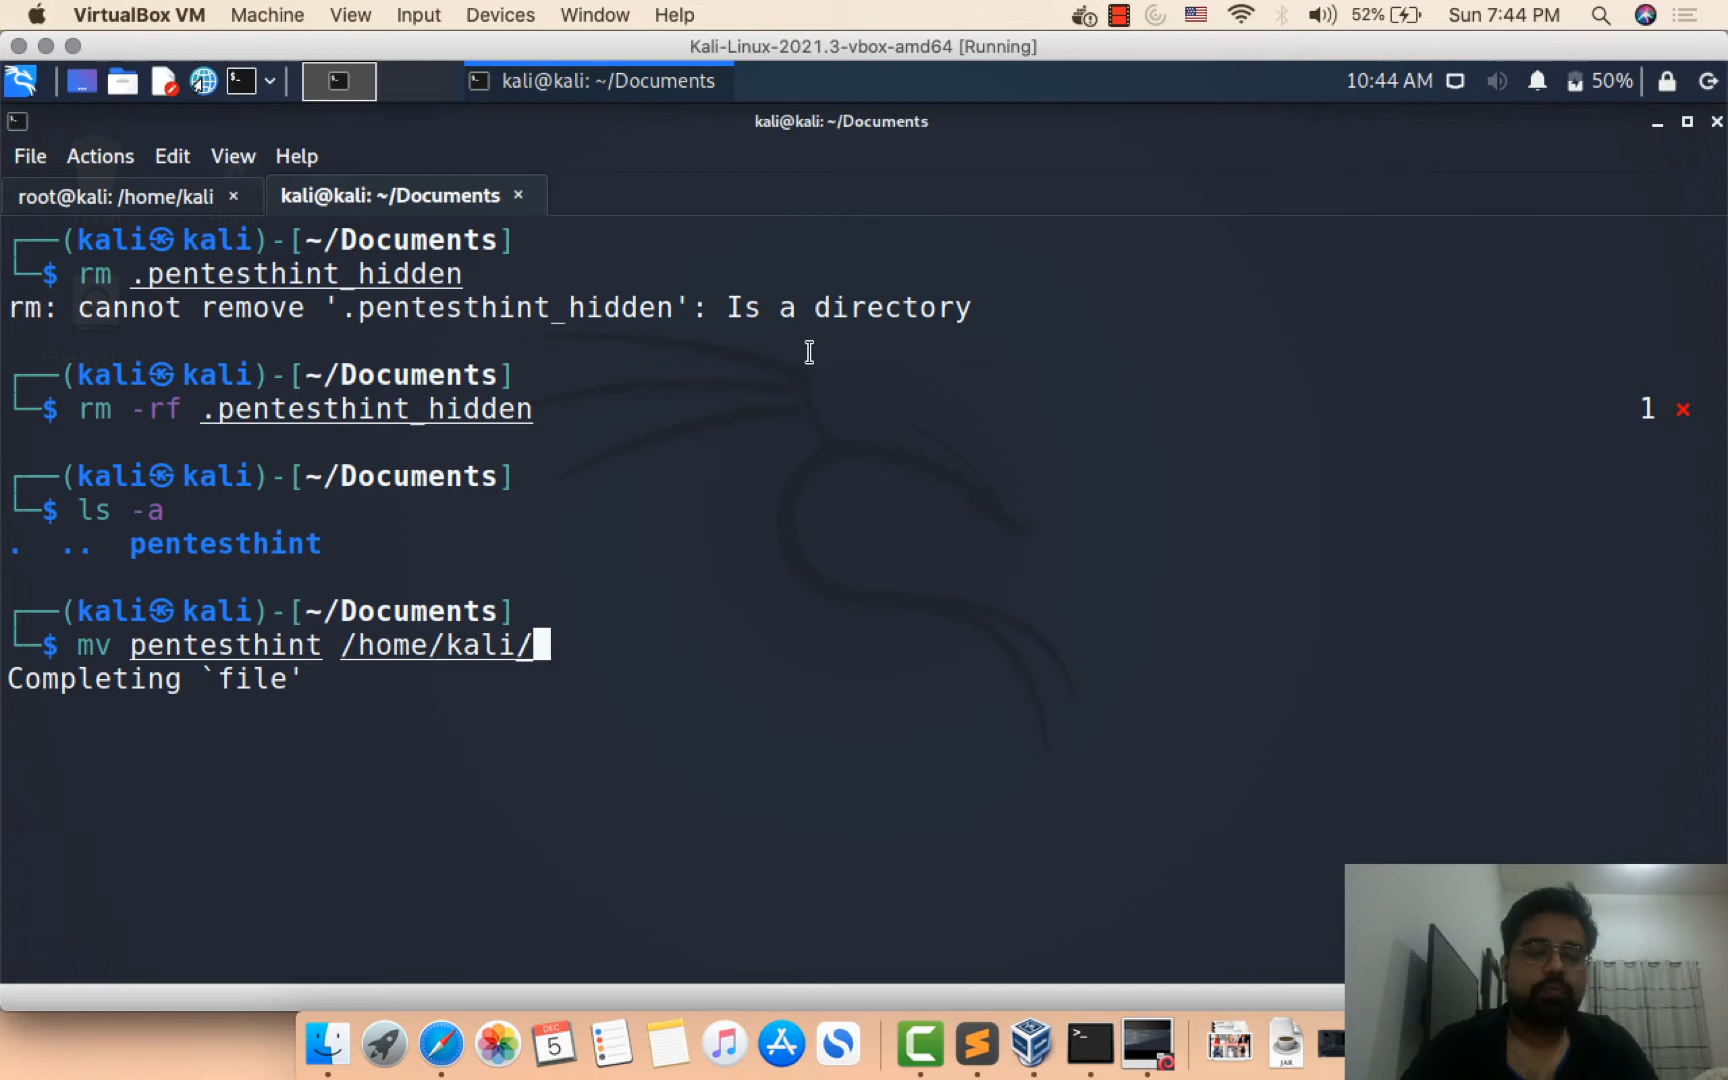 VirtualBox VM Machine View Input Devices Window Help 52% Sun 7:44 PM
Kali-Linux-2021.3-vbox-amd64 [Running]
kali@kali: ~/Documents 10:44 AM 50%
kali@kali: ~/Documents
File Actions Edit View Help
root@kali: /home/kali × kali@kali: ~/Documents ×
(kali㉿kali)-[~/Documents]
$ rm .pentesthint_hidden
rm: cannot remove '.pentesthint_hidden': Is a directory
(kali㉿kali)-[~/Documents]
$ rm -rf .pentesthint_hidden 1 ×
(kali㉿kali)-[~/Documents]
$ ls -a
. .. pentesthint
(kali㉿kali)-[~/Documents]
$ mv pentesthint /home/kali/
Completing `file'
DEC
5
JAR